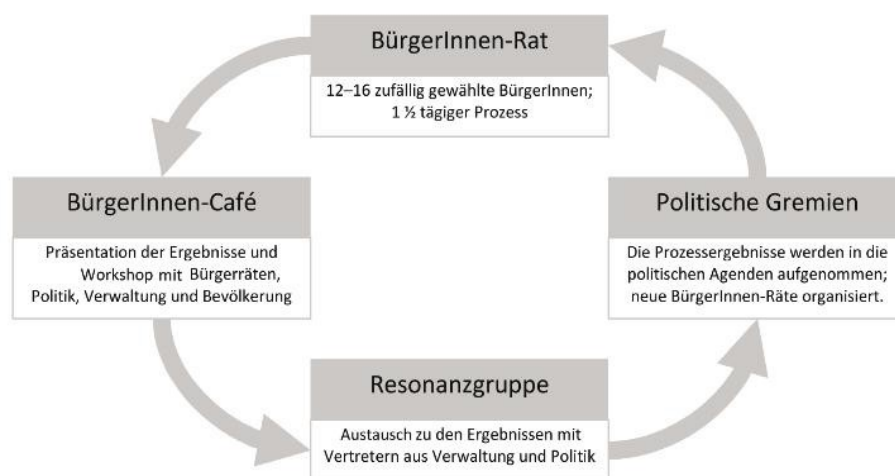 BürgerInnen-Rat
12–16 zufällig gewählte BürgerInnen;
1 ½ tägiger Prozess
BürgerInnen-Café
Präsentation der Ergebnisse und
Workshop mit Bürgerräten,
Politik, Verwaltung und Bevölkerung
Politische Gremien
Die Prozessergebnisse werden in die
politischen Agenden aufgenommen;
neue BürgerInnen-Räte organisiert.
Resonanzgruppe
Austausch zu den Ergebnissen mit
Vertretern aus Verwaltung und Politik